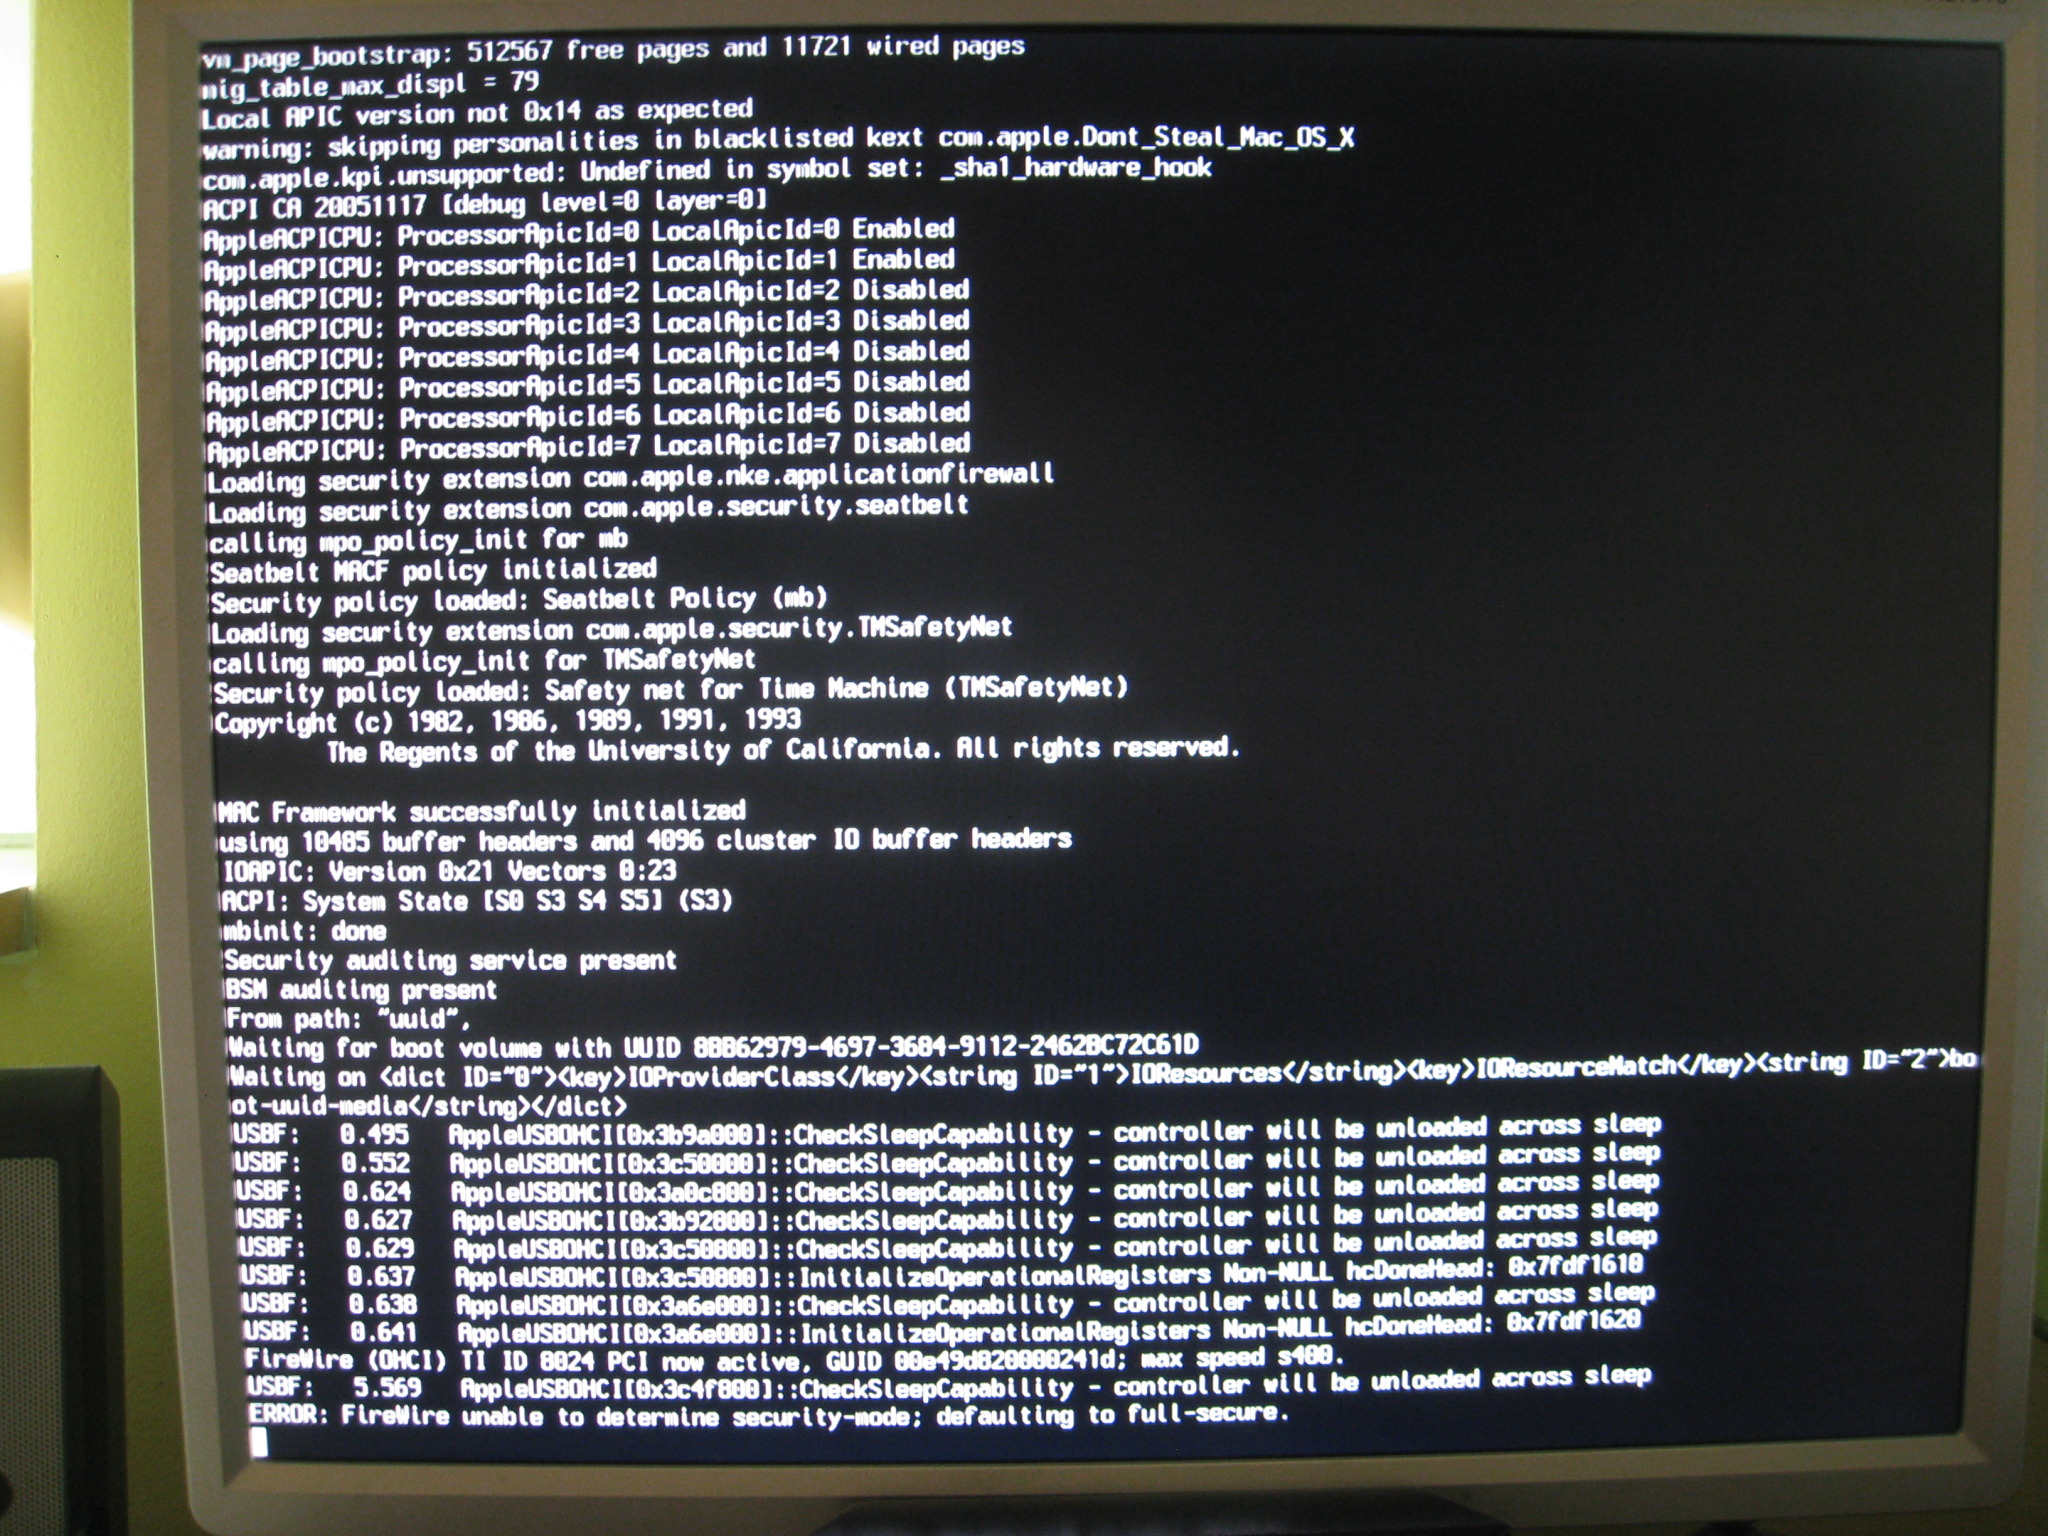 vm_page_bootstrap: 512567 free pages and 11721 wired pages
mig_table_max_displ = 79
Local APIC version not 0x14 as expected
warning: skipping personalities in blacklisted kext com.apple.Dont_Steal_Mac_OS_X
com.apple.kpi.unsupported: Undefined in symbol set: _sha1_hardware_hook
ACPI CA 20051117 [debug level=0 layer=0]
AppleACPICPU: ProcessorApicId=0 LocalApicId=0 Enabled
AppleACPICPU: ProcessorApicId=1 LocalApicId=1 Enabled
AppleACPICPU: ProcessorApicId=2 LocalApicId=2 Disabled
AppleACPICPU: ProcessorApicId=3 LocalApicId=3 Disabled
AppleACPICPU: ProcessorApicId=4 LocalApicId=4 Disabled
AppleACPICPU: ProcessorApicId=5 LocalApicId=5 Disabled
AppleACPICPU: ProcessorApicId=6 LocalApicId=6 Disabled
AppleACPICPU: ProcessorApicId=7 LocalApicId=7 Disabled
Loading security extension com.apple.nke.applicationfirewall
Loading security extension com.apple.security.seatbelt
calling mpo_policy_init for mb
Seatbelt MACF policy initialized
Security policy loaded: Seatbelt Policy (mb)
Loading security extension com.apple.security.TMSafetyNet
calling mpo_policy_init for TMSafetyNet
Security policy loaded: Safety net for Time Machine (TMSafetyNet)
Copyright (c) 1982, 1986, 1989, 1991, 1993
The Regents of the University of California. All rights reserved.
MAC Framework successfully initialized
using 10485 buffer headers and 4096 cluster IO buffer headers
IOAPIC: Version 0x21 Vectors 0:23
ACPI: System State [S0 S3 S4 S5] (S3)
mbinit: done
Security auditing service present
BSM auditing present
From path: "uuid",
Waiting for boot volume with UUID 8BB62979-4697-3684-9112-2462BC72C61D
Waiting on <dict ID="0"><key>IOProviderClass</key><string ID="1">IOResources</string><key>IOResourceMatch</key><string ID="2">bo
ot-uuid-media</string></dict>
USBF: 0.495 AppleUSBOHCI[0x3b9a000]::CheckSleepCapability - controller will be unloaded across sleep
USBF: 0.552 AppleUSBOHCI[0x3c50000]::CheckSleepCapability - controller will be unloaded across sleep
USBF: 0.624 AppleUSBOHCI[0x3a0c800]::CheckSleepCapability - controller will be unloaded across sleep
USBF: 0.627 AppleUSBOHCI[0x3b92800]::CheckSleepCapability - controller will be unloaded across sleep
USBF: 0.629 AppleUSBOHCI[0x3c50800]::CheckSleepCapability - controller will be unloaded across sleep
USBF: 0.637 AppleUSBOHCI[0x3c50800]::InitializeOperationalRegisters Non-NULL hcDoneHead: 0x7fdf1610
USBF: 0.638 AppleUSBOHCI[0x3a6e000]::CheckSleepCapability - controller will be unloaded across sleep
USBF: 0.641 AppleUSBOHCI[0x3a6e000]::InitializeOperationalRegisters Non-NULL hcDoneHead: 0x7fdf1620
FireWire (OHCI) TI ID 8024 PCI now active, GUID 00e49d820000241d; max speed s400.
USBF: 5.569 AppleUSBOHCI[0x3c4f800]::CheckSleepCapability - controller will be unloaded across sleep
ERROR: FireWire unable to determine security-mode; defaulting to full-secure.